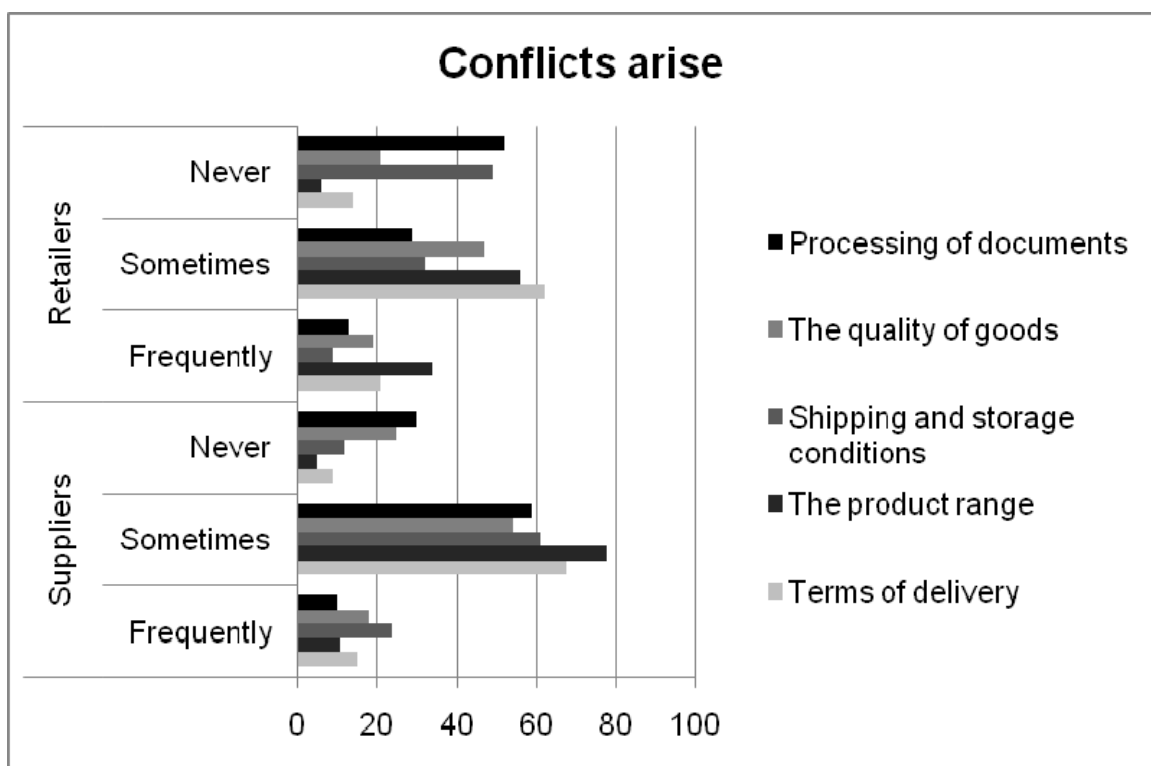 Conflicts arise
Retailers
Never
Sometimes
Frequently
Suppliers
Never
Sometimes
Frequently
0 20 40 60 80 100
Processing of documents
The quality of goods
Shipping and storage
conditions
The product range
Terms of delivery